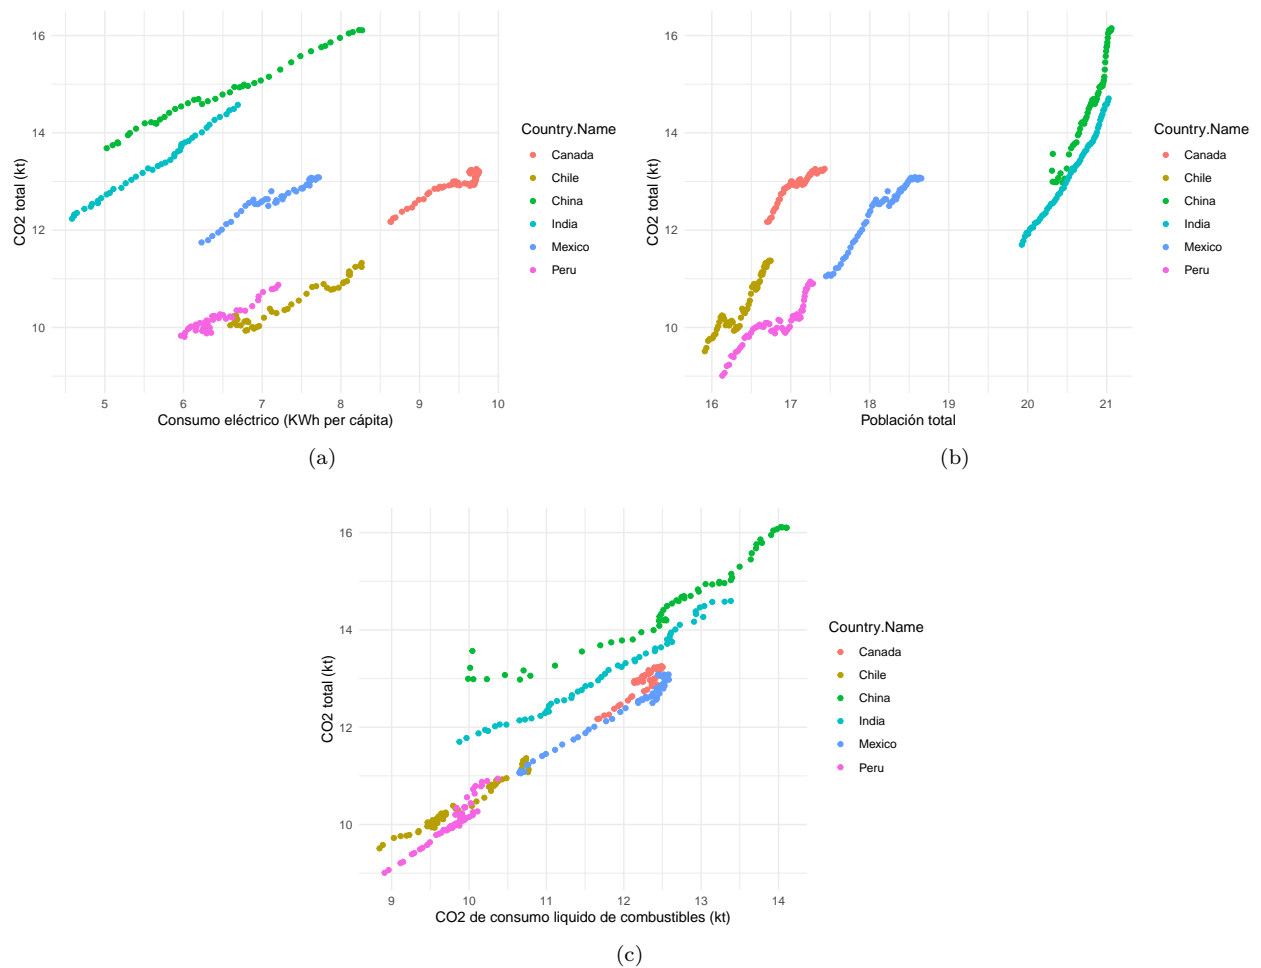 16
14
12
10
CO2 total (kt)
5 6 7 8 9 10
Consumo eléctrico (KWh per cápita)
Country.Name
Canada
Chile
China
India
Mexico
Peru
(a)
16
14
12
10
CO2 total (kt)
16 17 18 19 20 21
Población total
Country.Name
Canada
Chile
China
India
Mexico
Peru
(b)
16
14
12
10
CO2 total (kt)
9 10 11 12 13 14
CO2 de consumo liquido de combustibles (kt)
Country.Name
Canada
Chile
China
India
Mexico
Peru
(c)